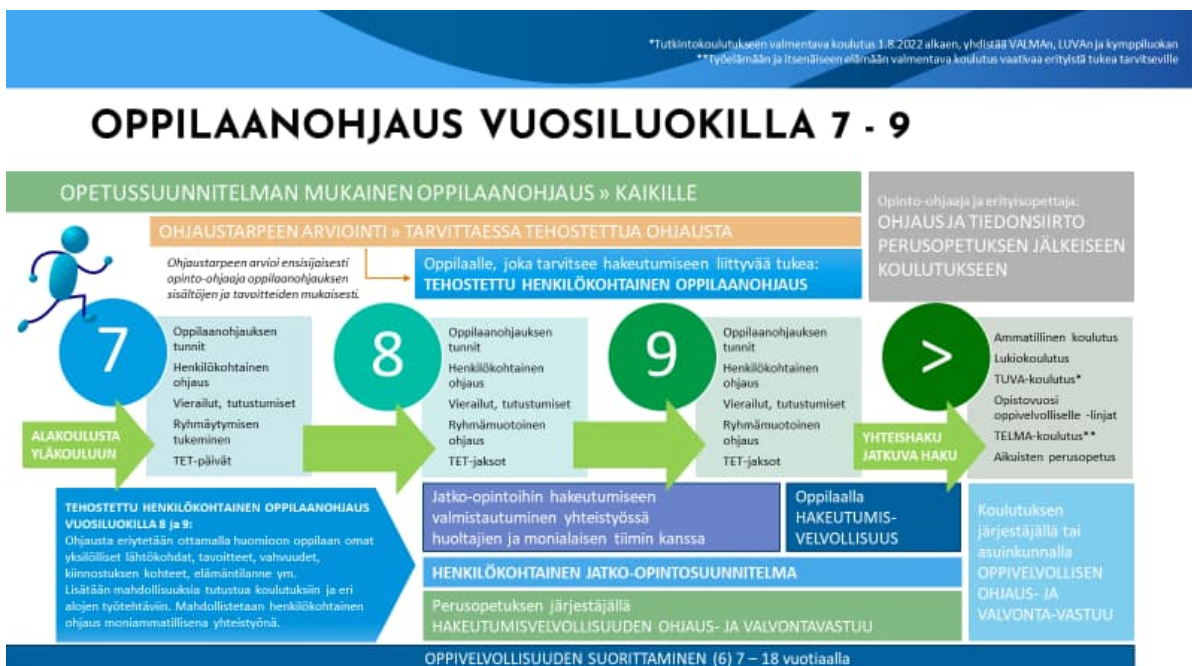 *Tutkintokoulutukseen valmentava koulutus 1.8.2022 alkaen, yhdistää VALMAn, LUVAn ja kymppiluokan
**Työelämään ja itsenäiseen elämään valmentava koulutus vaativaa erityistä tukea tarvitseville
OPPILAANOHJAUS VUOSILUOKILLA 7 - 9
OPETUSSUUNNITELMAN MUKAINEN OPPILAANOHJAUS » KAIKILLE
OHJAUSTARPEEN ARVIOINTI » TARVITTAESSA TEHOSTETTUA OHJAUSTA
Ohjaustarpeen arvioi ensisijaisesti
opinto-ohjaaja oppilaanohjauksen
sisältöjen ja tavoitteiden mukaisesti.
Oppilaalle, joka tarvitsee hakeutumiseen liittyvää tukea:
TEHOSTETTU HENKILÖKOHTAINEN OPPILAANOHJAUS
Opinto-ohjaaja ja erityisopettaja:
OHJAUS JA TIEDONSIIRTO
PERUSOPETUKSEN JÄLKEISEEN
KOULUTUKSEEN
ALAKOULUSTA
YLÄKOULUUN
7
Oppilaanohjauksen
tunnit
Henkilökohtainen
ohjaus
Vierailut, tutustumiset
Ryhmäytymisen
tukeminen
TET-päivät
8
Oppilaanohjauksen
tunnit
Henkilökohtainen
ohjaus
Vierailut, tutustumiset
Ryhmämuotoinen
ohjaus
TET-jaksot
9
Oppilaanohjauksen
tunnit
Henkilökohtainen
ohjaus
Vierailut, tutustumiset
Ryhmämuotoinen
ohjaus
TET-jaksot
YHTEISHAKU
JATKUVA HAKU
>
Ammatillinen koulutus
Lukiokoulutus
TUVA-koulutus*
Opistovuosi
oppivelvolliselle -linjat
TELMA-koulutus**
Aikuisten perusopetus
TEHOSTETTU HENKILÖKOHTAINEN OPPILAANOHJAUS
VUOSILUOKILLA 8 ja 9:
Ohjausta eriytetään ottamalla huomioon oppilaan omat
yksilölliset lähtökohdat, tavoitteet, vahvuudet,
kiinnostuksen kohteet, elämäntilanne ym.
Lisätään mahdollisuuksia tutustua koulutuksiin ja eri
alojen työtehtäviin. Mahdollistetaan henkilökohtainen
ohjaus moniammatillisena yhteistyönä.
Jatko-opintoihin hakeutumiseen
valmistautuminen yhteistyössä
huoltajien ja monialaisen tiimin kanssa
Oppilaalla
HAKEUTUMIS-
VELVOLLISUUS
HENKILÖKOHTAINEN JATKO-OPINTOSUUNNITELMA
Perusopetuksen järjestäjällä
HAKEUTUMISVELVOLLISUUDEN OHJAUS- JA VALVONTAVASTUU
Koulutuksen
järjestäjällä tai
asuinkunnalla
OPPIVELVOLLISEN
OHJAUS- JA
VALVONTA-VASTUU
OPPIVELVOLLISUUDEN SUORITTAMINEN (6) 7 – 18 vuotiaalla